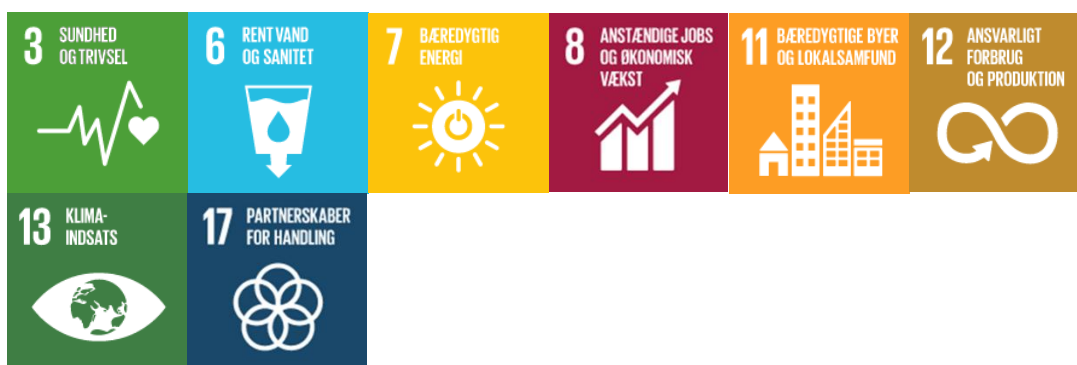 3 SUNDHED
OG TRIVSEL
6 RENT VAND
OG SANITET
7 BÆREDYGTIG
ENERGI
8 ANSTÆNDIGE JOBS
OG ØKONOMISK
VÆKST
11 BÆREDYGTIGE BYER
OG LOKALSAMFUND
12 ANSVARLIGT
FORBRUG
OG PRODUKTION
13 KLIMA-
INDSATS
17 PARTNERSKABER
FOR HANDLING